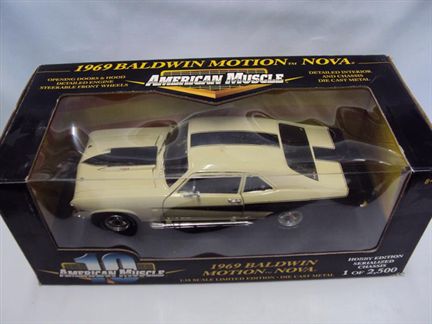 1969 BALDWIN MOTION™ NOVA®
OPENING DOORS & HOOD
DETAILED ENGINE
STEERABLE FRONT WHEELS
AMERICAN MUSCLE
DETAILED INTERIOR
AND CHASSIS
DIE CAST METAL
10
AMERICAN MUSCLE
1969 BALDWIN
MOTION™ NOVA®
1:18 SCALE LIMITED EDITION • DIE CAST METAL
HOBBY EDITION
SERIALIZED
CHASSIS
1 OF 2,500